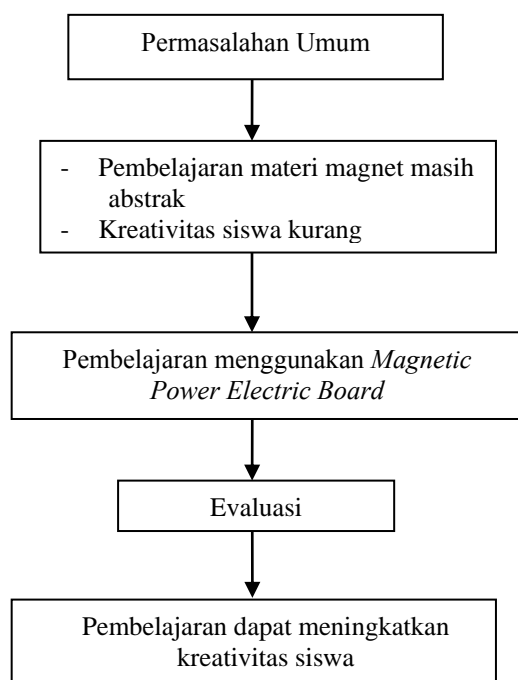 Permasalahan Umum
- Pembelajaran materi magnet masih
abstrak
- Kreativitas siswa kurang
Pembelajaran menggunakan Magnetic
Power Electric Board
Evaluasi
Pembelajaran dapat meningkatkan
kreativitas siswa